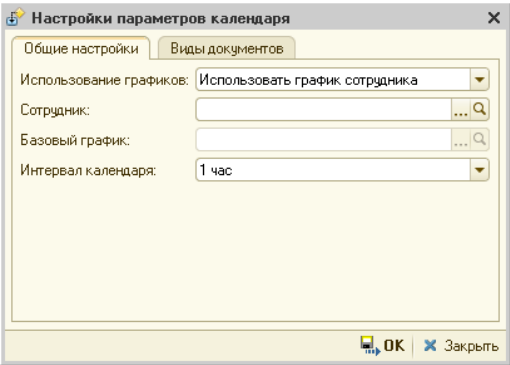 Настройки параметров календаря
Общие настройки Виды документов
Использование графиков: Использовать график сотрудника
Сотрудник: ...
Базовый график: ...
Интервал календаря: 1 час
OK Закрыть